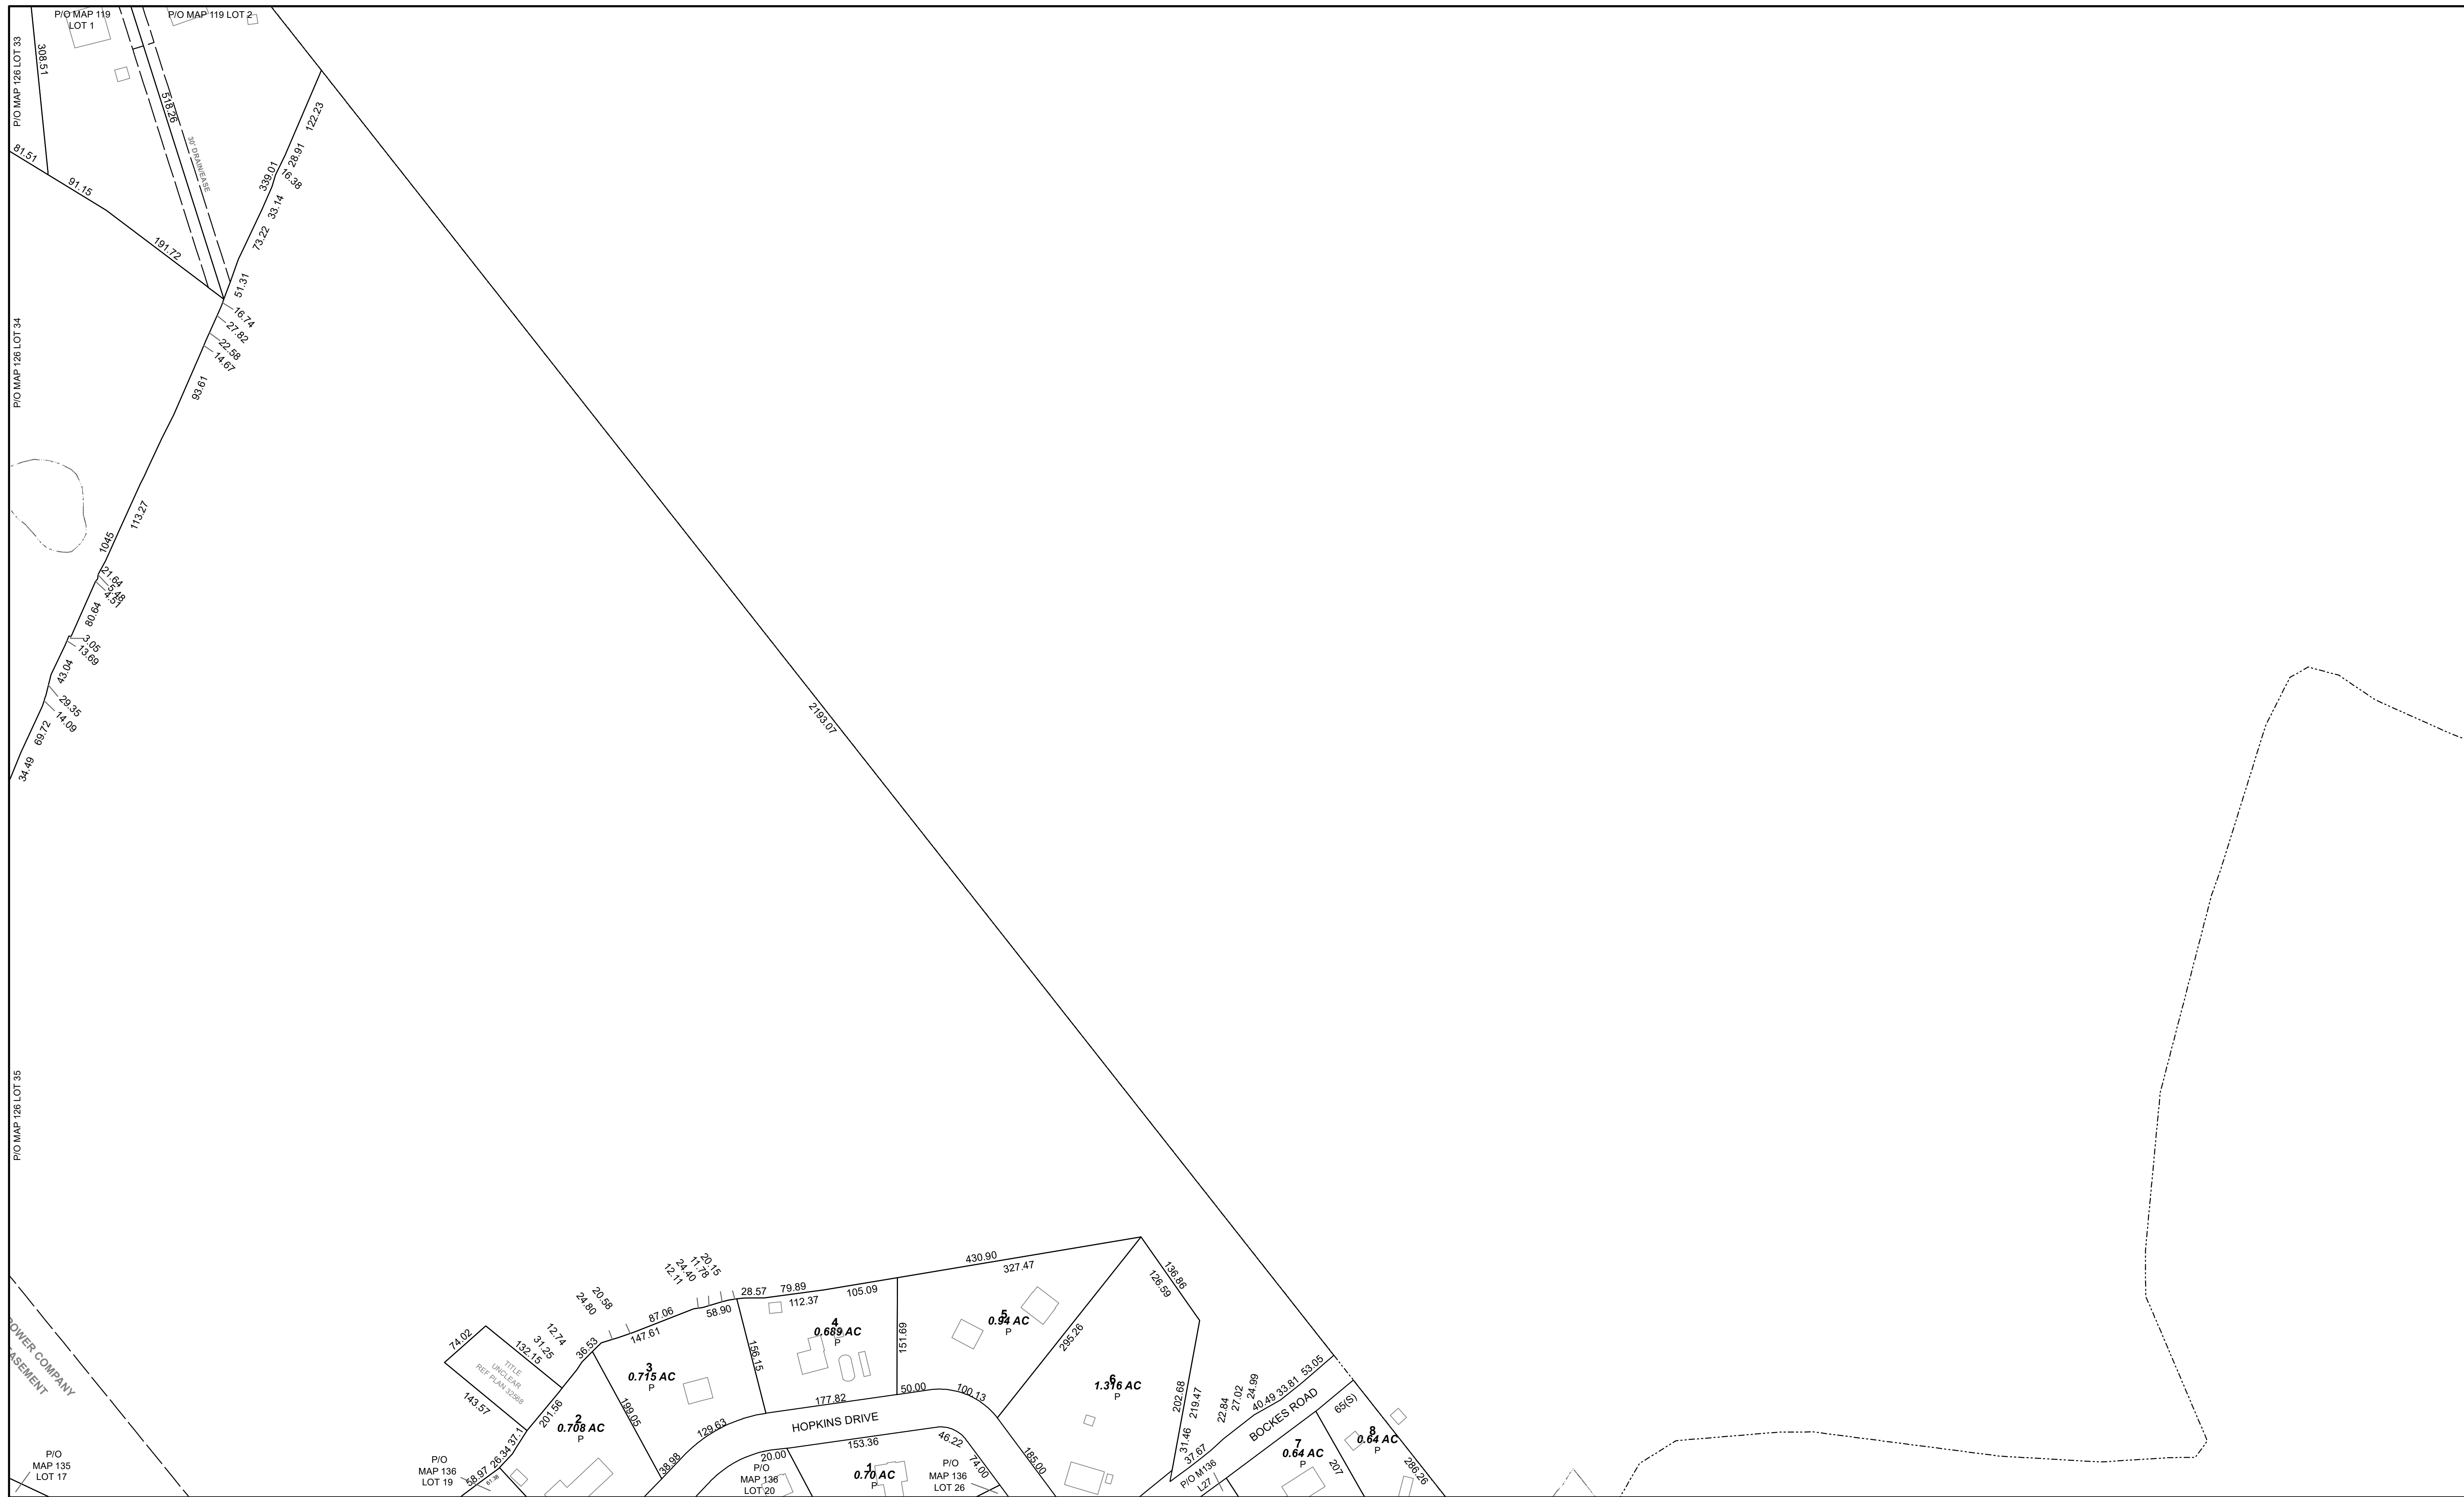 P/O MAP 119
LOT 1
P/O MAP 119 LOT 2
P/O MAP 126 LOT 33
308.51
518.26
30' DRAIN/EASE
122.23
28.91
16.38
339.01
33.14
73.22
51.31
81.51
91.15
191.72
16.74
27.82
22.58
14.67
93.61
P/O MAP 126 LOT 34
113.27
1045
21.64
5.48
4.51
80.64
3.05
13.69
43.04
29.35
14.09
69.72
34.49
2193.07
P/O MAP 126 LOT 35
POWER COMPANY
EASEMENT
P/O
MAP 135
LOT 17
P/O
MAP 136
LOT 19
74.02
132.15
143.57
TITLE
UNCLEAR
REF PLAN 32568
12.74
31.25
201.56
37.1
26.34
58.97
2
0.708 AC
P
36.53
24.80
20.58
87.06
147.61
12.11
24.40
11.78
20.15
58.90
3
0.715 AC
P
199.05
38.98
129.63
156.15
28.57
79.89
112.37
105.09
4
0.689 AC
P
151.69
177.82
50.00
100.13
HOPKINS DRIVE
20.00
153.36
46.22
74.00
P/O
MAP 136
LOT 20
1
0.70 AC
P
P/O
MAP 136
LOT 26
430.90
327.47
5
0.94 AC
P
295.26
185.00
136.86
126.59
6
1.316 AC
P
202.68
219.47
31.46
37.67
22.84
27.02
24.99
40.49
33.81
53.05
BOCKES ROAD
P/O M136
L27
65(S)
7
0.64 AC
P
207
8
0.64 AC
P
286.26